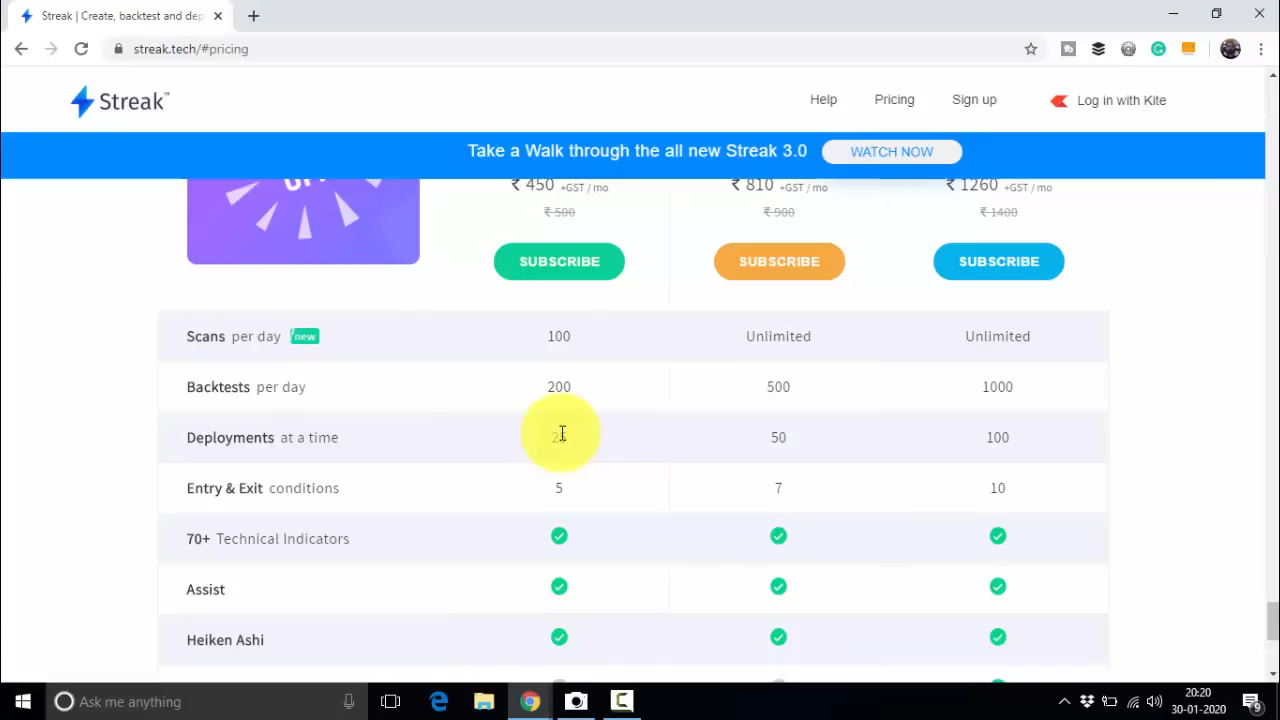 Streak | Create, backtest and dep
streak.tech/#pricing
Streak™
Help
Pricing
Sign up
Log in with Kite
Take a Walk through the all new Streak 3.0
WATCH NOW
₹ 450 +GST / mo
₹ 810 +GST / mo
₹ 1260 +GST / mo
₹ 500
₹ 900
₹ 1400
SUBSCRIBE
SUBSCRIBE
SUBSCRIBE
Scans per day new 100 Unlimited Unlimited
Backtests per day 200 500 1000
Deployments at a time 50 100
Entry & Exit conditions 5 7 10
70+ Technical Indicators
Assist
Heiken Ashi
Ask me anything
20:20
30-01-2020
9